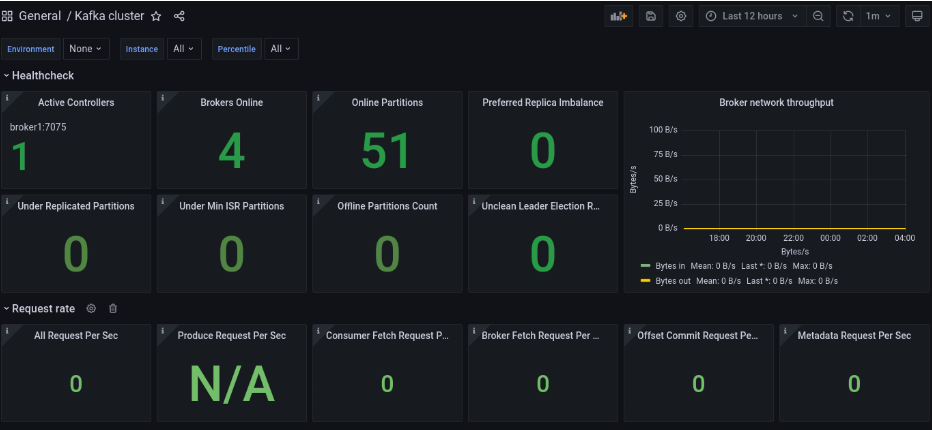 General / Kafka cluster
Last 12 hours
1m
Environment None Instance All Percentile All
Healthcheck
Active Controllers
broker1:7075
1
Brokers Online
4
Online Partitions
51
Preferred Replica Imbalance
0
Under Replicated Partitions
0
Under Min ISR Partitions
0
Offline Partitions Count
0
Unclean Leader Election R...
0
Broker network throughput
Bytes/s
100 B/s
75 B/s
50 B/s
25 B/s
0 B/s
18:00 20:00 22:00 00:00 02:00 04:00
Bytes/s
Bytes in Mean: 0 B/s Last *: 0 B/s Max: 0 B/s
Bytes out Mean: 0 B/s Last *: 0 B/s Max: 0 B/s
Request rate
All Request Per Sec
0
Produce Request Per Sec
N/A
Consumer Fetch Request P...
0
Broker Fetch Request Per ...
0
Offset Commit Request Pe...
0
Metadata Request Per Sec
0